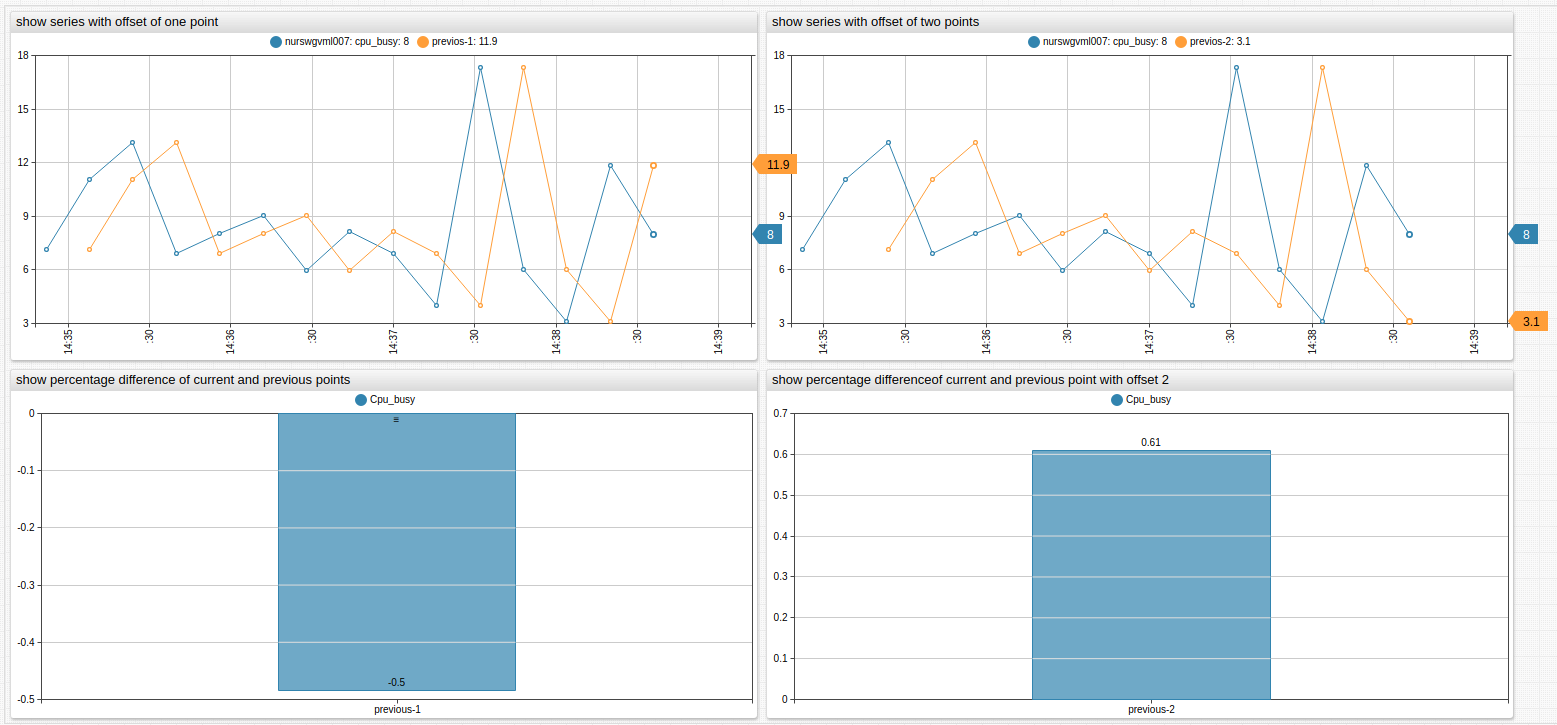 show series with offset of one point
nurswgvml007: cpu_busy: 8 previos-1: 11.9
18
15
12
9
6
3
14:35 :30 14:36 :30 14:37 :30 14:38 :30 14:39
11.9
8
show series with offset of two points
nurswgvml007: cpu_busy: 8 previos-2: 3.1
18
15
12
9
6
3
14:35 :30 14:36 :30 14:37 :30 14:38 :30 14:39
8
3.1
show percentage difference of current and previous points
Cpu_busy
0
-0.1
-0.2
-0.3
-0.4
-0.5
-0.5
previous-1
show percentage differenceof current and previous point with offset 2
Cpu_busy
0.7
0.61
0.6
0.5
0.4
0.3
0.2
0.1
0
previous-2